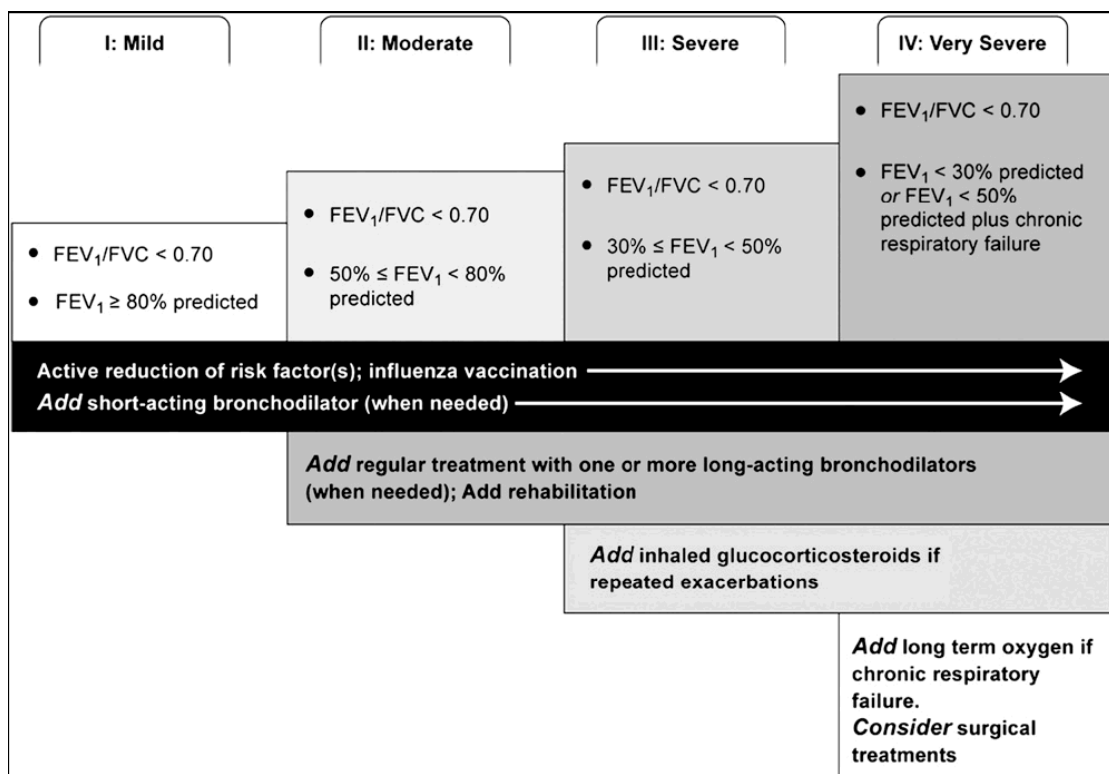 I: Mild
II: Moderate
III: Severe
IV: Very Severe
• FEV₁/FVC < 0.70
• FEV₁ ≥ 80% predicted
• FEV₁/FVC < 0.70
• 50% ≤ FEV₁ < 80%
predicted
• FEV₁/FVC < 0.70
• 30% ≤ FEV₁ < 50%
predicted
• FEV₁/FVC < 0.70
• FEV₁ < 30% predicted
or FEV₁ < 50%
predicted plus chronic
respiratory failure
Active reduction of risk factor(s); influenza vaccination
Add short-acting bronchodilator (when needed)
Add regular treatment with one or more long-acting bronchodilators
(when needed); Add rehabilitation
Add inhaled glucocorticosteroids if
repeated exacerbations
Add long term oxygen if
chronic respiratory
failure.
Consider surgical
treatments